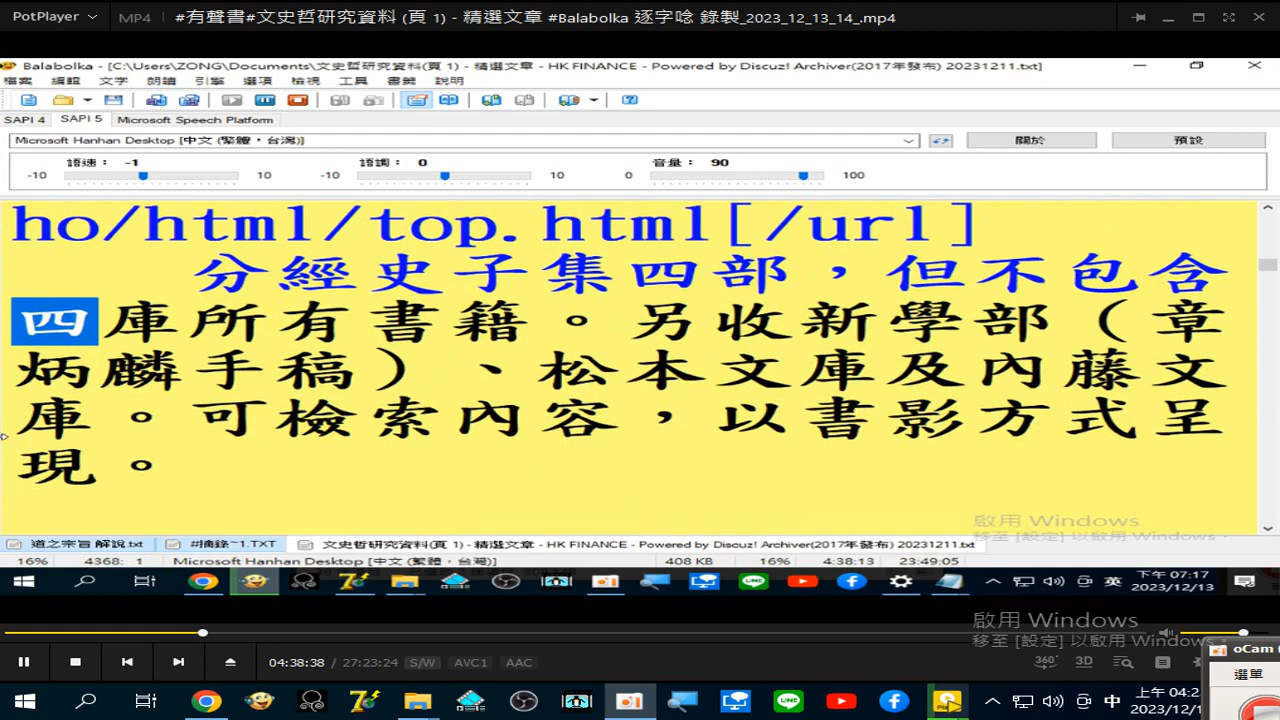 PotPlayer MP4 #有聲書#文史哲研究資料 (頁 1) - 精選文章 #Balabolka 逐字唸 錄製_2023_12_13_14_.mp4
Balabolka - [C:\Users\ZONG\Documents\文史哲研究資料(頁 1) - 精選文章 - HK FINANCE - Powered by Discuz! Archiver(2017年發布) 20231211.txt]
檔案 編輯 文字 朗讀 引擎 選項 檢視 工具 書籤 說明
SAPI 4 SAPI 5 Microsoft Speech Platform
Microsoft Hanhan Desktop [中文 (繁體，台灣)] 關於 預設
語速： -1 語調： 0 音量： 90
-10 10 -10 10 0 100
ho/html/top.html[/url]
分經史子集四部，但不包含
四庫所有書籍。另收新學部（章
炳麟手稿）、松本文庫及內藤文
庫。可檢索內容，以書影方式呈
現。
啟用 Windows
移至 [設定] 以啟用 Windows。
道之宗旨 解說.txt #摘錄~1.TXT 文史哲研究資料(頁 1) - 精選文章 - HK FINANCE - Powered by Discuz! Archiver(2017年發布) 20231211.txt
16% 4368: 1 Microsoft Hanhan Desktop [中文 (繁體，台灣)] 408 KB 16% 4:38:13 23:49:05
英 下午 07:17
2023/12/13
啟用 Windows
移至 [設定] 以啟用 Windows。
04:38:38 / 27:23:24 S/W AVC1 AAC 360° 3D
oCam
選單
中 上午 04:2
2023/12/1